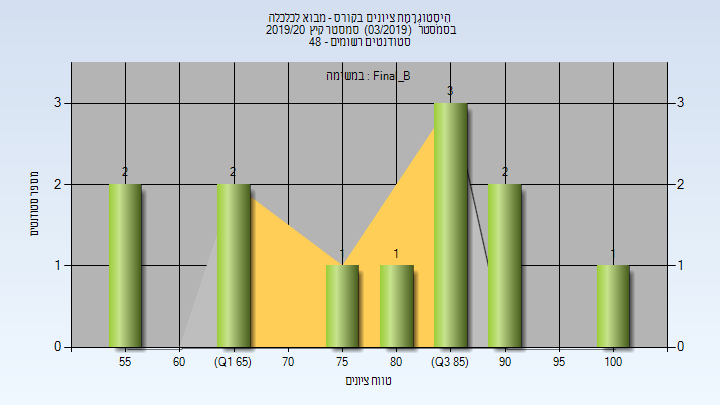 היסטוגרמת ציונים בקורס - מבוא לכלכלה
בסמסטר (03/2019) סמסטר קיץ 2019/20
סטודנטים רשומים - 48
במשימה : Final_B
מספר סטודנטים
3
2
1
0
2
2
1
1
3
2
1
3
2
1
0
55
60
(Q1 65)
70
75
80
(Q3 85)
90
95
100
טווח ציונים